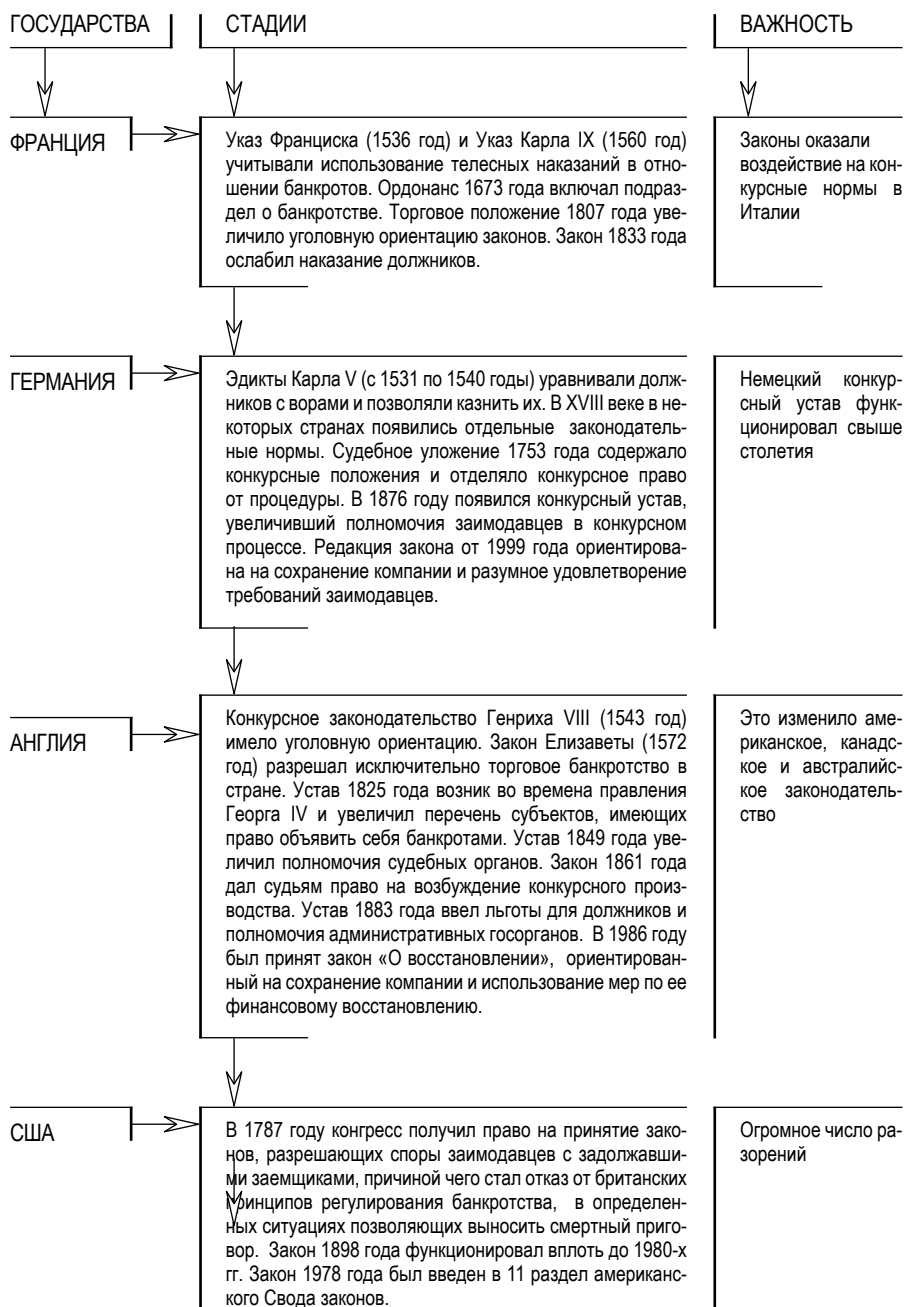 ГОСУДАРСТВА
СТАДИИ
ВАЖНОСТЬ
ФРАНЦИЯ
Указ Франциска (1536 год) и Указ Карла IX (1560 год)
учитывали использование телесных наказаний в отно-
шении банкротов. Ордонанс 1673 года включал подраз-
дел о банкротстве. Торговое положение 1807 года уве-
личило уголовную ориентацию законов. Закон 1833 года
ослабил наказание должников.
Законы оказали
воздействие на кон-
курсные нормы в
Италии
ГЕРМАНИЯ
Эдикты Карла V (с 1531 по 1540 годы) уравнивали долж-
ников с ворами и позволяли казнить их. В XVIII веке в не-
которых странах появились отдельные законодатель-
ные нормы. Судебное уложение 1753 года содержало
конкурсные положения и отделяло конкурсное право
от процедуры. В 1876 году появился конкурсный устав,
увеличивший полномочия заимодавцев в конкурсном
процессе. Редакция закона от 1999 года ориентирова-
на на сохранение компании и разумное удовлетворение
требований заимодавцев.
Немецкий конкур-
сный устав функ-
ционировал свыше
столетия
АНГЛИЯ
Конкурсное законодательство Генриха VIII (1543 год)
имело уголовную ориентацию. Закон Елизаветы (1572
год) разрешал исключительно торговое банкротство в
стране. Устав 1825 года возник во времена правления
Георга IV и увеличил перечень субъектов, имеющих
право объявить себя банкротами. Устав 1849 года уве-
личил полномочия судебных органов. Закон 1861 года
дал судьям право на возбуждение конкурсного произ-
водства. Устав 1883 года ввел льготы для должников и
полномочия административных госорганов. В 1986 году
был принят закон «О восстановлении», ориентирован-
ный на сохранение компании и использование мер по ее
финансовому восстановлению.
Это изменило аме-
риканское, канадс-
кое и австралийс-
кое законодатель-
ство
США
В 1787 году конгресс получил право на принятие зако-
нов, разрешающих споры заимодавцев с задолжавши-
ми заемщиками, причиной чего стал отказ от британских
принципов регулирования банкротства, в определен-
ных ситуациях позволяющих выносить смертный приго-
вор. Закон 1898 года функционировал вплоть до 1980-х
гг. Закон 1978 года был введен в 11 раздел американс-
кого Свода законов.
Огромное число ра-
зорений